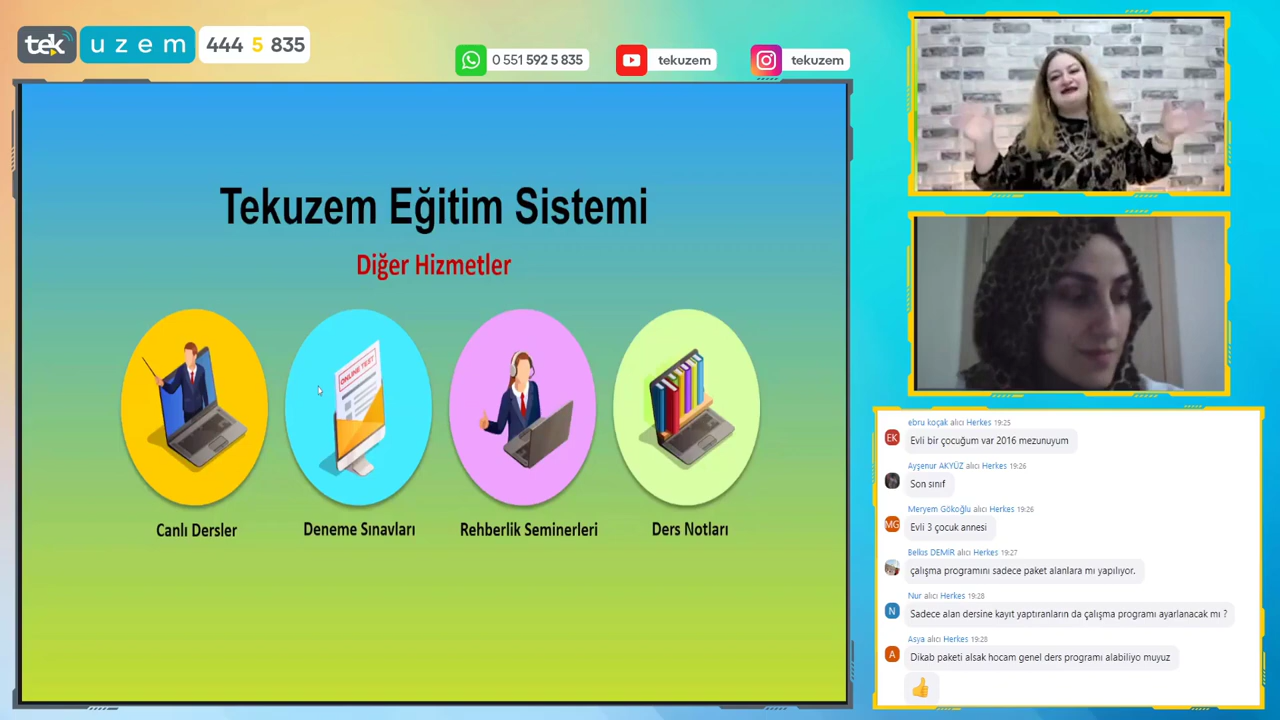 tek
uzem
444 5 835
0 551 592 5 835
tekuzem
tekuzem
Tekuzem Eğitim Sistemi
Diğer Hizmetler
ONLINE TEST
Canlı Dersler
Deneme Sınavları
Rehberlik Seminerleri
Ders Notları
ebru koçak alıcı Herkes 19:25
EK
Evli bir çocuğum var 2016 mezunuyum
Ayşenur AKYÜZ alıcı Herkes 19:26
Son sınıf
Meryem Gökoğlu alıcı Herkes 19:26
MG
Evli 3 çocuk annesi
Belkıs DEMİR alıcı Herkes 19:27
çalışma programını sadece paket alanlara mı yapılıyor.
Nur alıcı Herkes 19:28
N
Sadece alan dersine kayıt yaptıranların da çalışma programı ayarlanacak mı ?
Asya alıcı Herkes 19:28
A
Dikab paketi alsak hocam genel ders programı alabiliyo muyuz